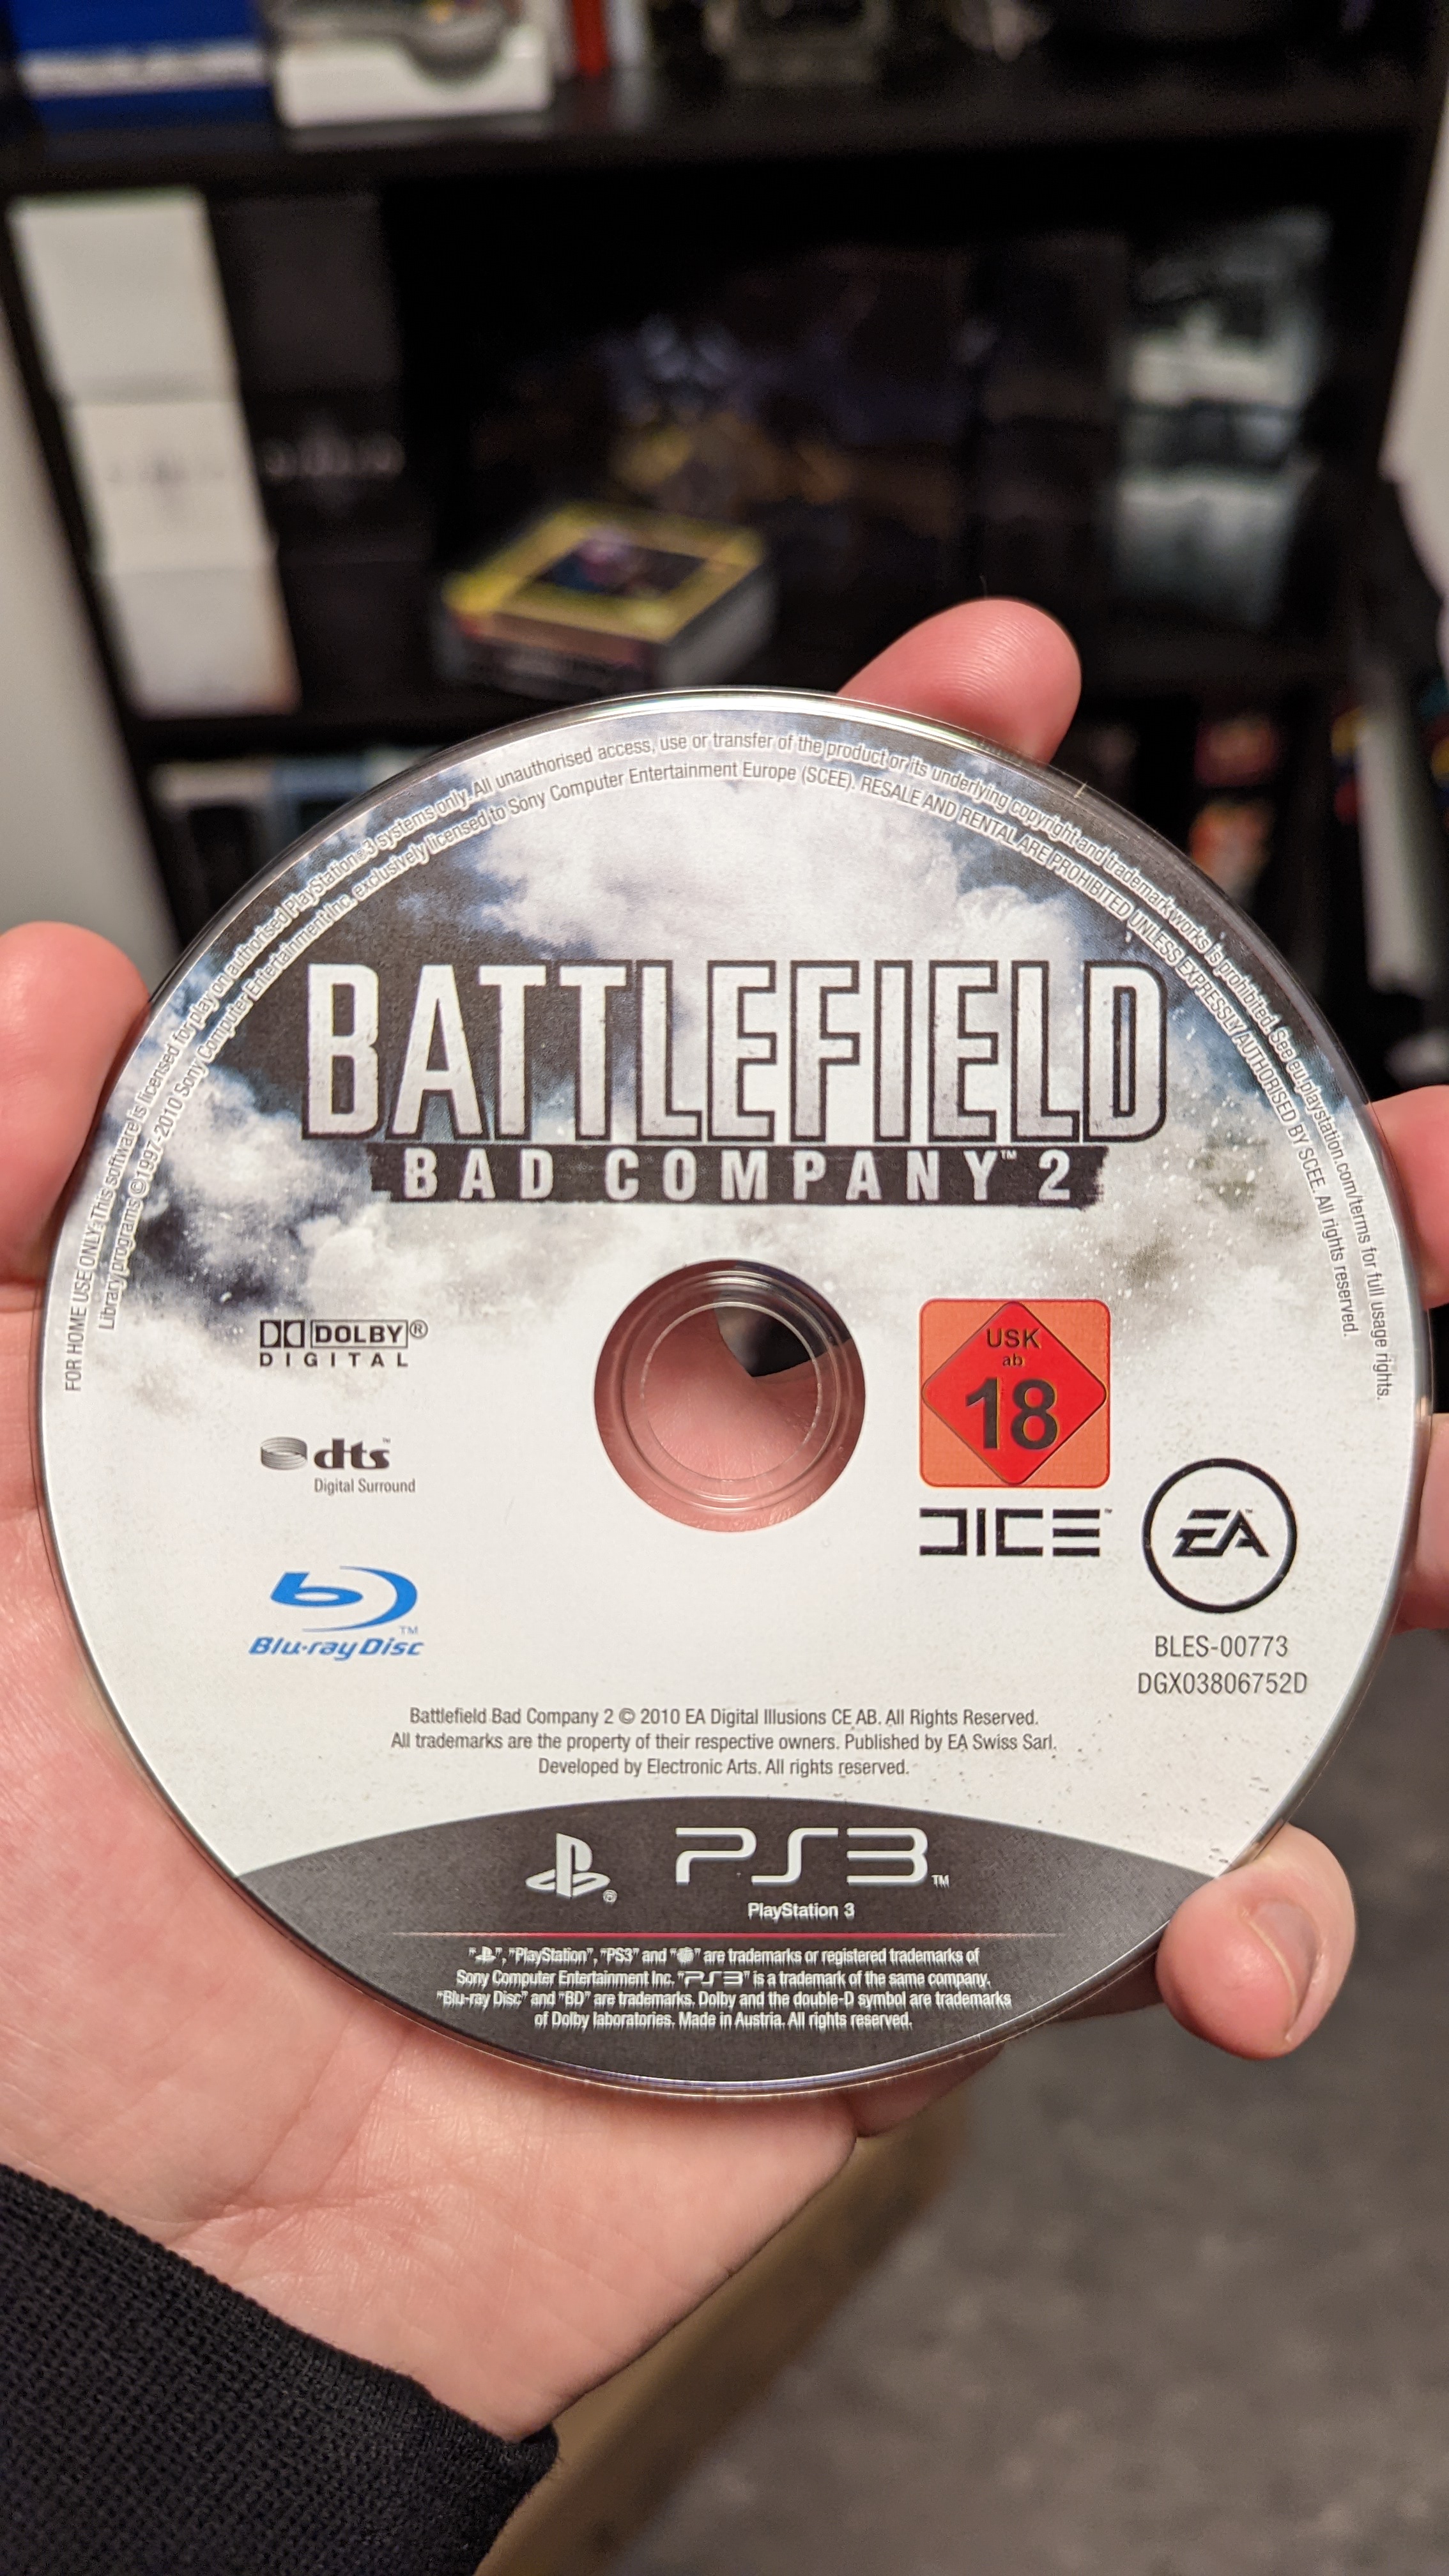 FOR HOME USE ONLY. This software is licensed for play on authorised PlayStation®3 systems only. All unauthorised access, use or transfer of the product or its underlying copyright and trademark works is prohibited. See eu.playstation.com/terms for full usage rights.
Library programs ©1997-2010 Sony Computer Entertainment Inc. exclusively licensed to Sony Computer Entertainment Europe (SCEE). RESALE AND RENTAL ARE PROHIBITED UNLESS EXPRESSLY AUTHORISED BY SCEE. All rights reserved.
BATTLEFIELD
BAD COMPANY™ 2
DOLBY®
DIGITAL
USK
ab
18
dts™
Digital Surround
DICE™
EA™
Blu-ray Disc™
BLES-00773
DGX03806752D
Battlefield Bad Company 2 © 2010 EA Digital Illusions CE AB. All Rights Reserved.
All trademarks are the property of their respective owners. Published by EA Swiss Sarl.
Developed by Electronic Arts. All rights reserved.
® PS3™
PlayStation 3
"", "PlayStation", "PS3" and "" are trademarks or registered trademarks of
Sony Computer Entertainment Inc. "PS3" is a trademark of the same company.
"Blu-ray Disc" and "BD" are trademarks. Dolby and the double-D symbol are trademarks
of Dolby laboratories. Made in Austria. All rights reserved.